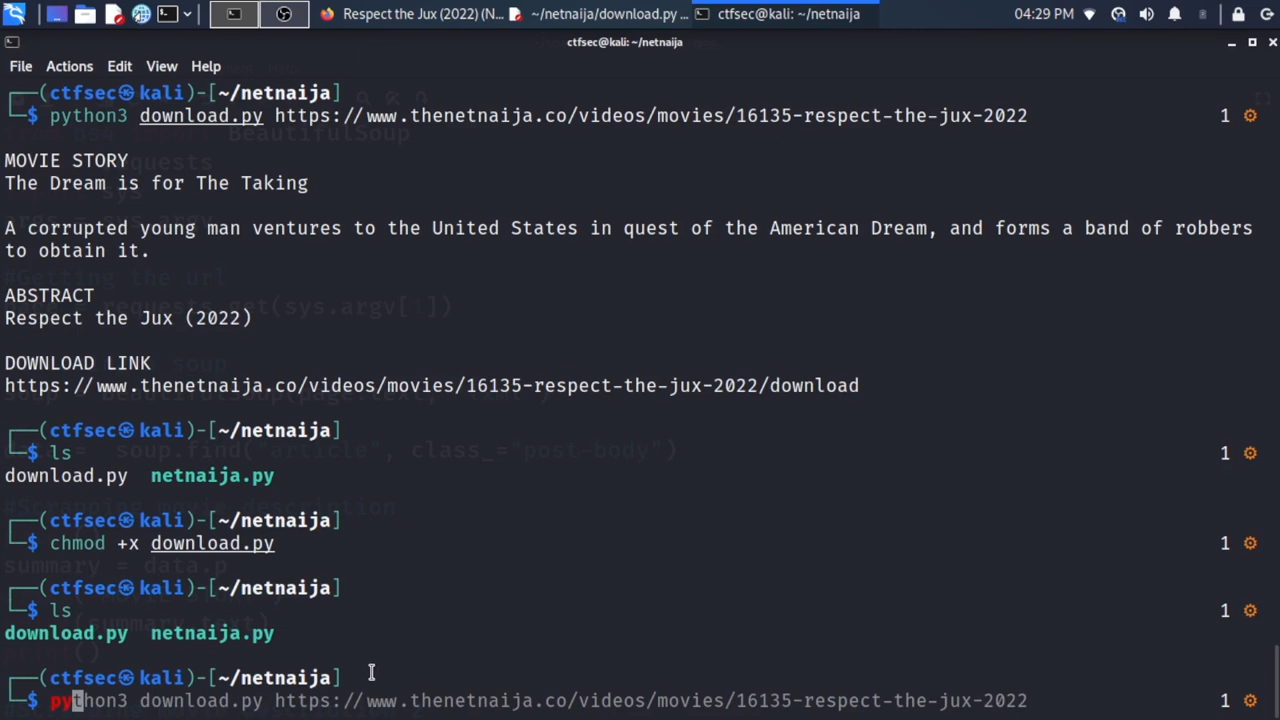 Respect the Jux (2022) (N...
~/netnaija/download.py ...
ctfsec@kali: ~/netnaija
04:29 PM
ctfsec@kali: ~/netnaija
File Actions Edit View Help
┌──(ctfsec㉿kali)-[~/netnaija]
└─$ python3 download.py https://www.thenetnaija.co/videos/movies/16135-respect-the-jux-2022 1 ⚙
MOVIE STORY
The Dream is for The Taking
A corrupted young man ventures to the United States in quest of the American Dream, and forms a band of robbers
to obtain it.
ABSTRACT
Respect the Jux (2022)
DOWNLOAD LINK
https://www.thenetnaija.co/videos/movies/16135-respect-the-jux-2022/download
┌──(ctfsec㉿kali)-[~/netnaija]
└─$ ls 1 ⚙
download.py netnaija.py
┌──(ctfsec㉿kali)-[~/netnaija]
└─$ chmod +x download.py 1 ⚙
┌──(ctfsec㉿kali)-[~/netnaija]
└─$ ls 1 ⚙
download.py netnaija.py
┌──(ctfsec㉿kali)-[~/netnaija]
└─$ python3 download.py https://www.thenetnaija.co/videos/movies/16135-respect-the-jux-2022 1 ⚙